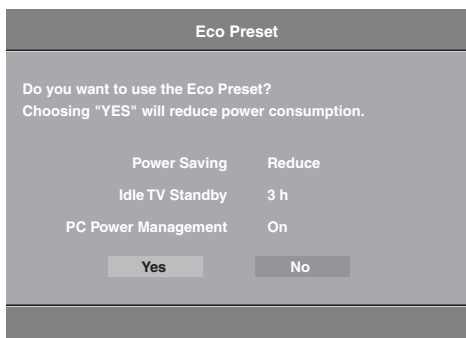 Eco Preset
Do you want to use the Eco Preset?
Choosing "YES" will reduce power consumption.
Power Saving Reduce
Idle TV Standby 3 h
PC Power Management On
Yes No